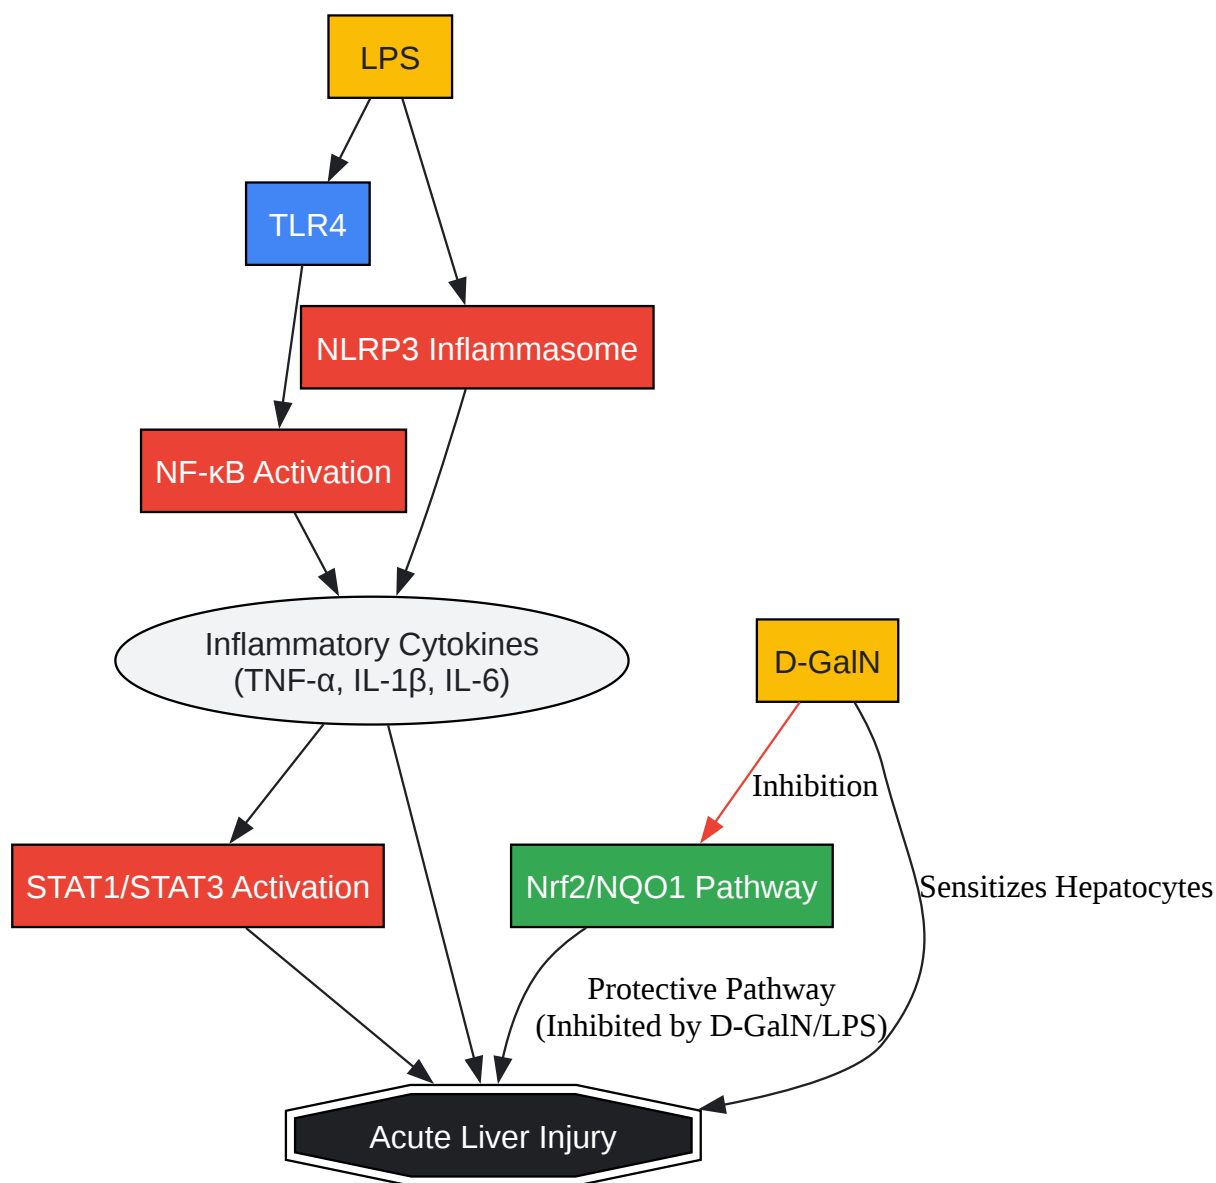 LPS
TLR4
NLRP3 Inflammasome
NF-κB Activation
Inflammatory Cytokines
(TNF-α, IL-1β, IL-6)
D-GalN
Inhibition
STAT1/STAT3 Activation
Nrf2/NQO1 Pathway
Sensitizes Hepatocytes
Protective Pathway
(Inhibited by D-GalN/LPS)
Acute Liver Injury